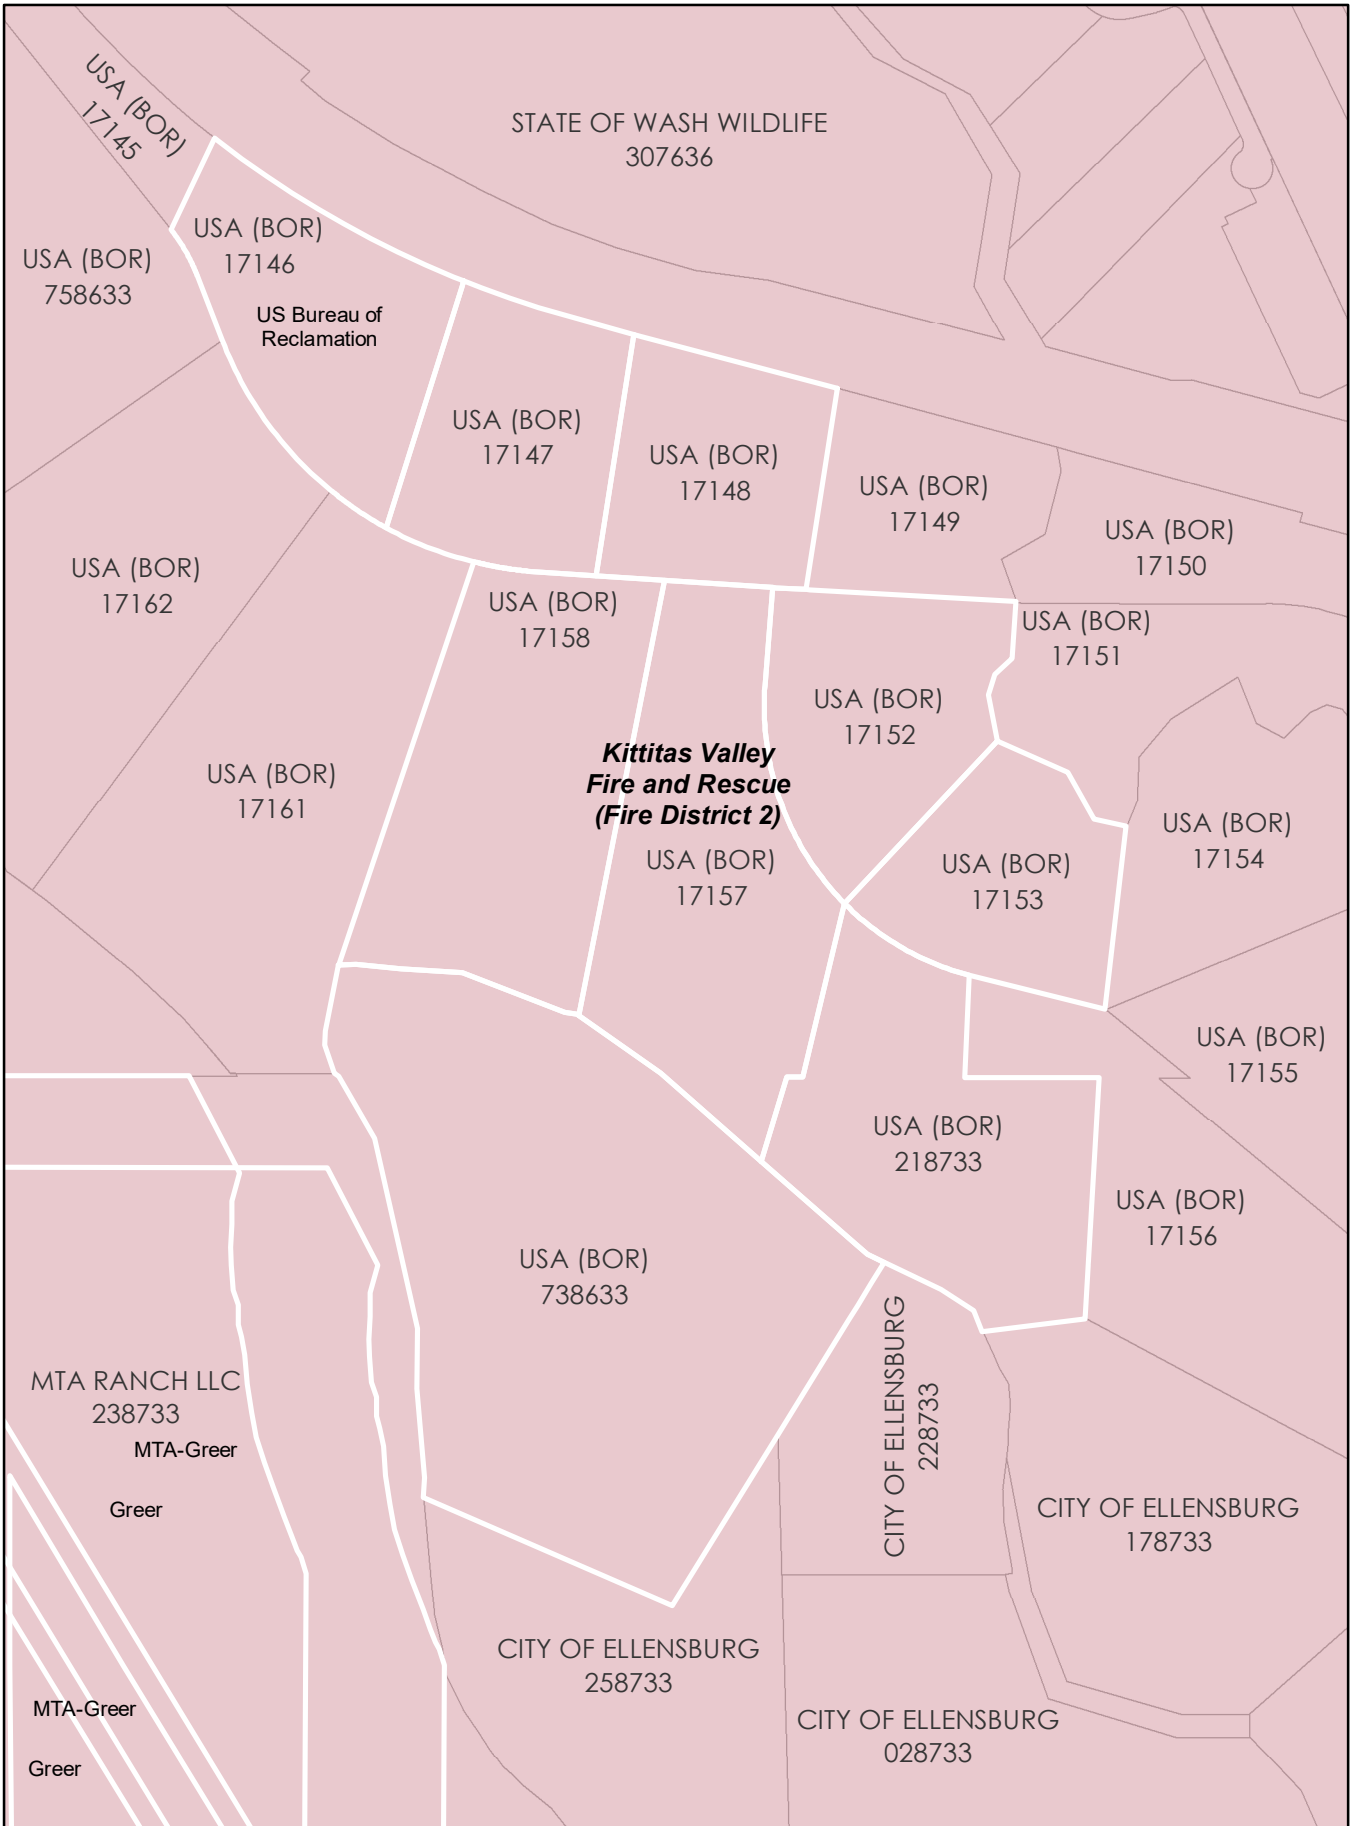 USA (BOR)
17145
STATE OF WASH WILDLIFE
307636
USA (BOR)
17146
USA (BOR)
758633
US Bureau of
Reclamation
USA (BOR)
17147
USA (BOR)
17148
USA (BOR)
17149
USA (BOR)
17150
USA (BOR)
17162
USA (BOR)
17158
USA (BOR)
17151
USA (BOR)
17152
Kittitas Valley
Fire and Rescue
(Fire District 2)
USA (BOR)
17161
USA (BOR)
17154
USA (BOR)
17157
USA (BOR)
17153
USA (BOR)
17155
USA (BOR)
218733
USA (BOR)
17156
USA (BOR)
738633
CITY OF ELLENSBURG
228733
MTA RANCH LLC
238733
MTA-Greer
Greer
CITY OF ELLENSBURG
178733
CITY OF ELLENSBURG
258733
MTA-Greer
Greer
CITY OF ELLENSBURG
028733